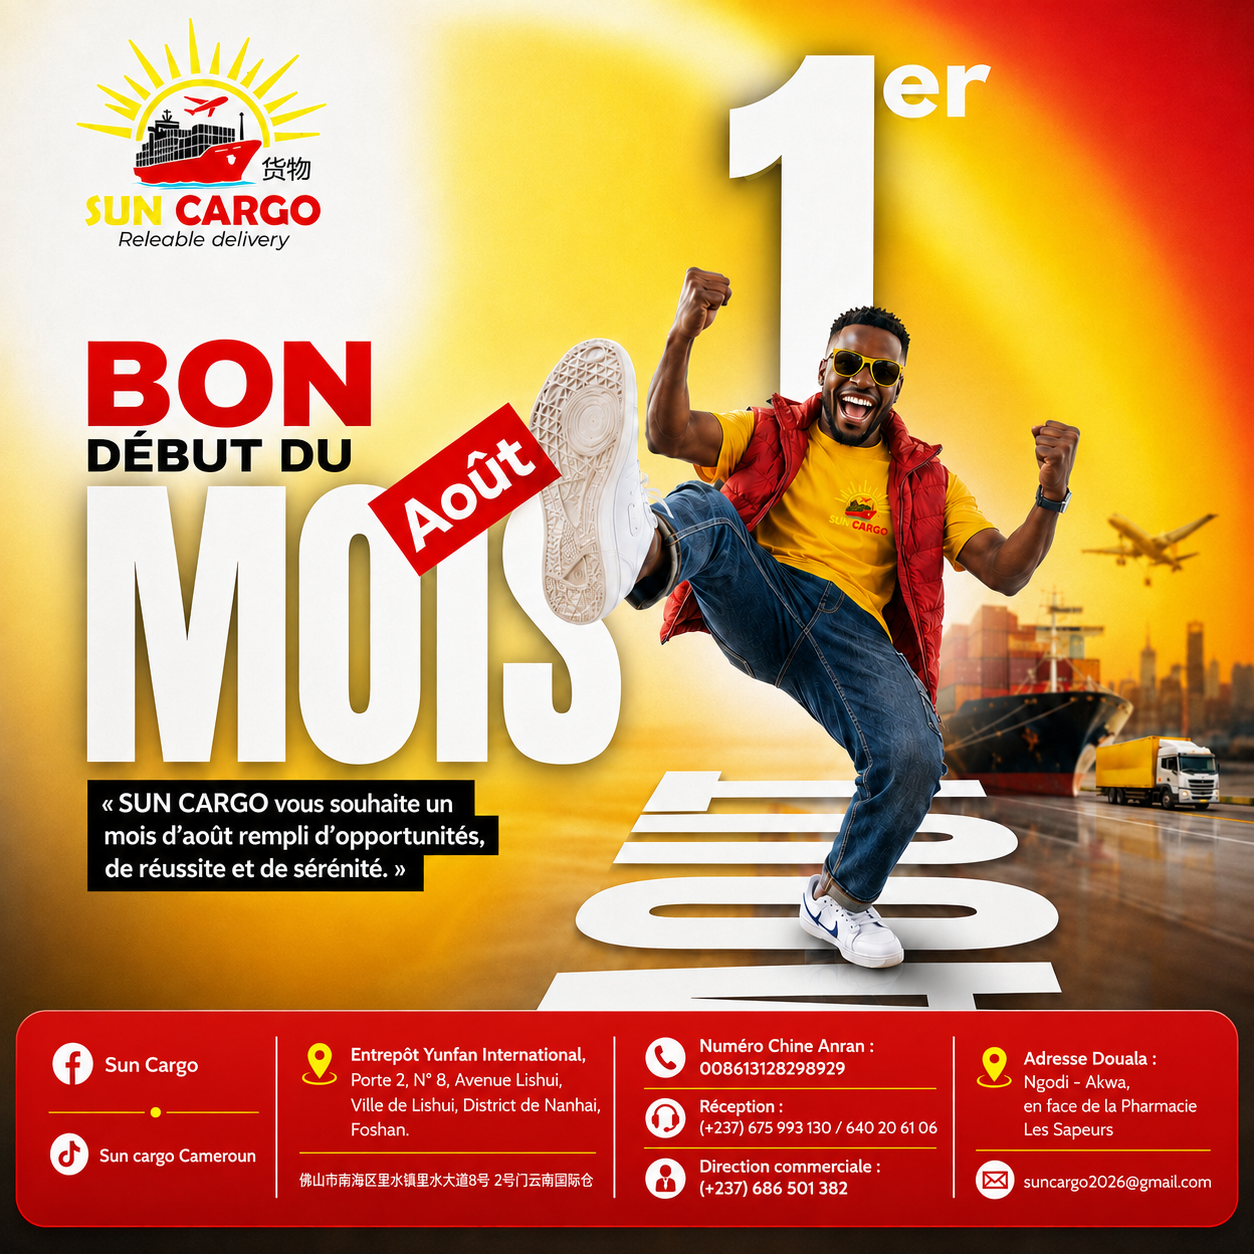 货物
SUN CARGO
Releable delivery
1er
BON
DÉBUT DU
MOIS
Août
SUN CARGO
« SUN CARGO vous souhaite un
mois d'août rempli d'opportunités,
de réussite et de sérénité. »
AOUT
Sun Cargo
Sun cargo Cameroun
Entrepôt Yunfan International,
Porte 2, N° 8, Avenue Lishui,
Ville de Lishui, District de Nanhai,
Foshan.
佛山市南海区里水镇里水大道8号 2号门云南国际仓
Numéro Chine Anran :
008613128298929
Réception :
(+237) 675 993 130 / 640 20 61 06
Direction commerciale :
(+237) 686 501 382
Adresse Douala :
Ngodi - Akwa,
en face de la Pharmacie
Les Sapeurs
suncargo2026@gmail.com